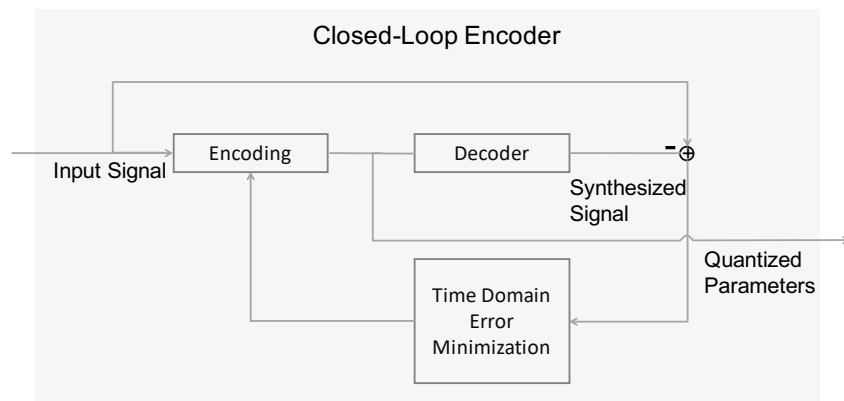 Closed-Loop Encoder
Encoding
Decoder
-
+
Input Signal
Synthesized
Signal
Quantized
Parameters
Time Domain
Error
Minimization